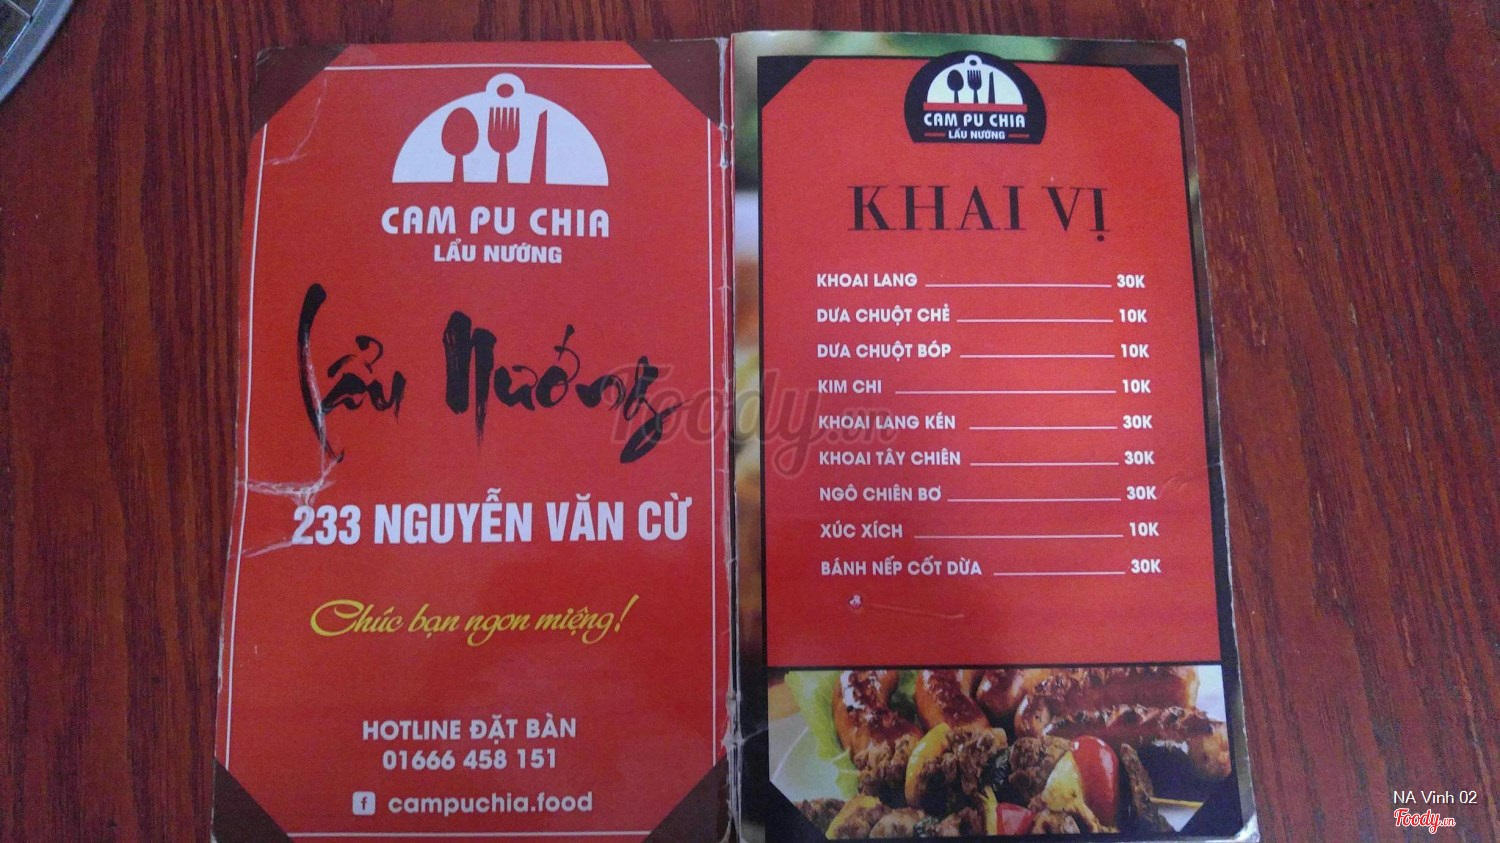 CAM PU CHIA
LẨU NƯỚNG
Lẩu Nướng
233 NGUYỄN VĂN CỪ
Chúc bạn ngon miệng!
HOTLINE ĐẶT BÀN
01666 458 151
f campuchia.food
CAM PU CHIA
LẨU NƯỚNG
KHAI VỊ
KHOAI LANG 30K
DƯA CHUỘT CHẺ 10K
DƯA CHUỘT BÓP 10K
KIM CHI 10K
KHOAI LANG KÉN 30K
KHOAI TÂY CHIÊN 30K
NGÔ CHIÊN BƠ 30K
XÚC XÍCH 10K
BÁNH NẾP CỐT DỪA 30K
Foody.vn
NA Vinh 02
Foody.vn